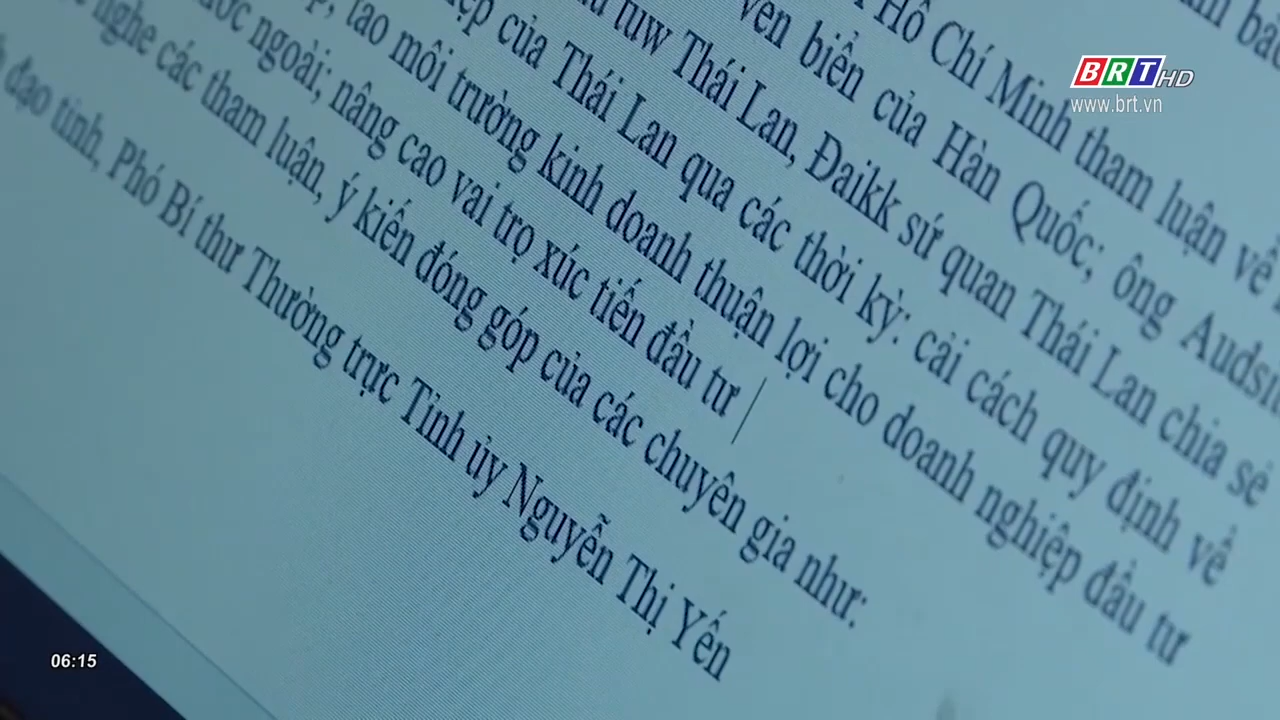 BRT HD
www.brt.vn
Hồ Chí Minh tham luận về
ven biển của Hàn Quốc; ông
tuw Thái Lan, Đaikk sứ quan Thái Lan chia sẻ
của Thái Lan qua các thời kỳ: cải cách quy định về
tạo môi trường kinh doanh thuận lợi cho doanh nghiệp đầu tư
ngoài; nâng cao vai trọ xúc tiến đầu tư
nghe các tham luận, ý kiến đóng góp của các chuyên gia như:
đạo tỉnh, Phó Bí thư Thường trực Tỉnh ủy Nguyễn Thị Yến
06:15